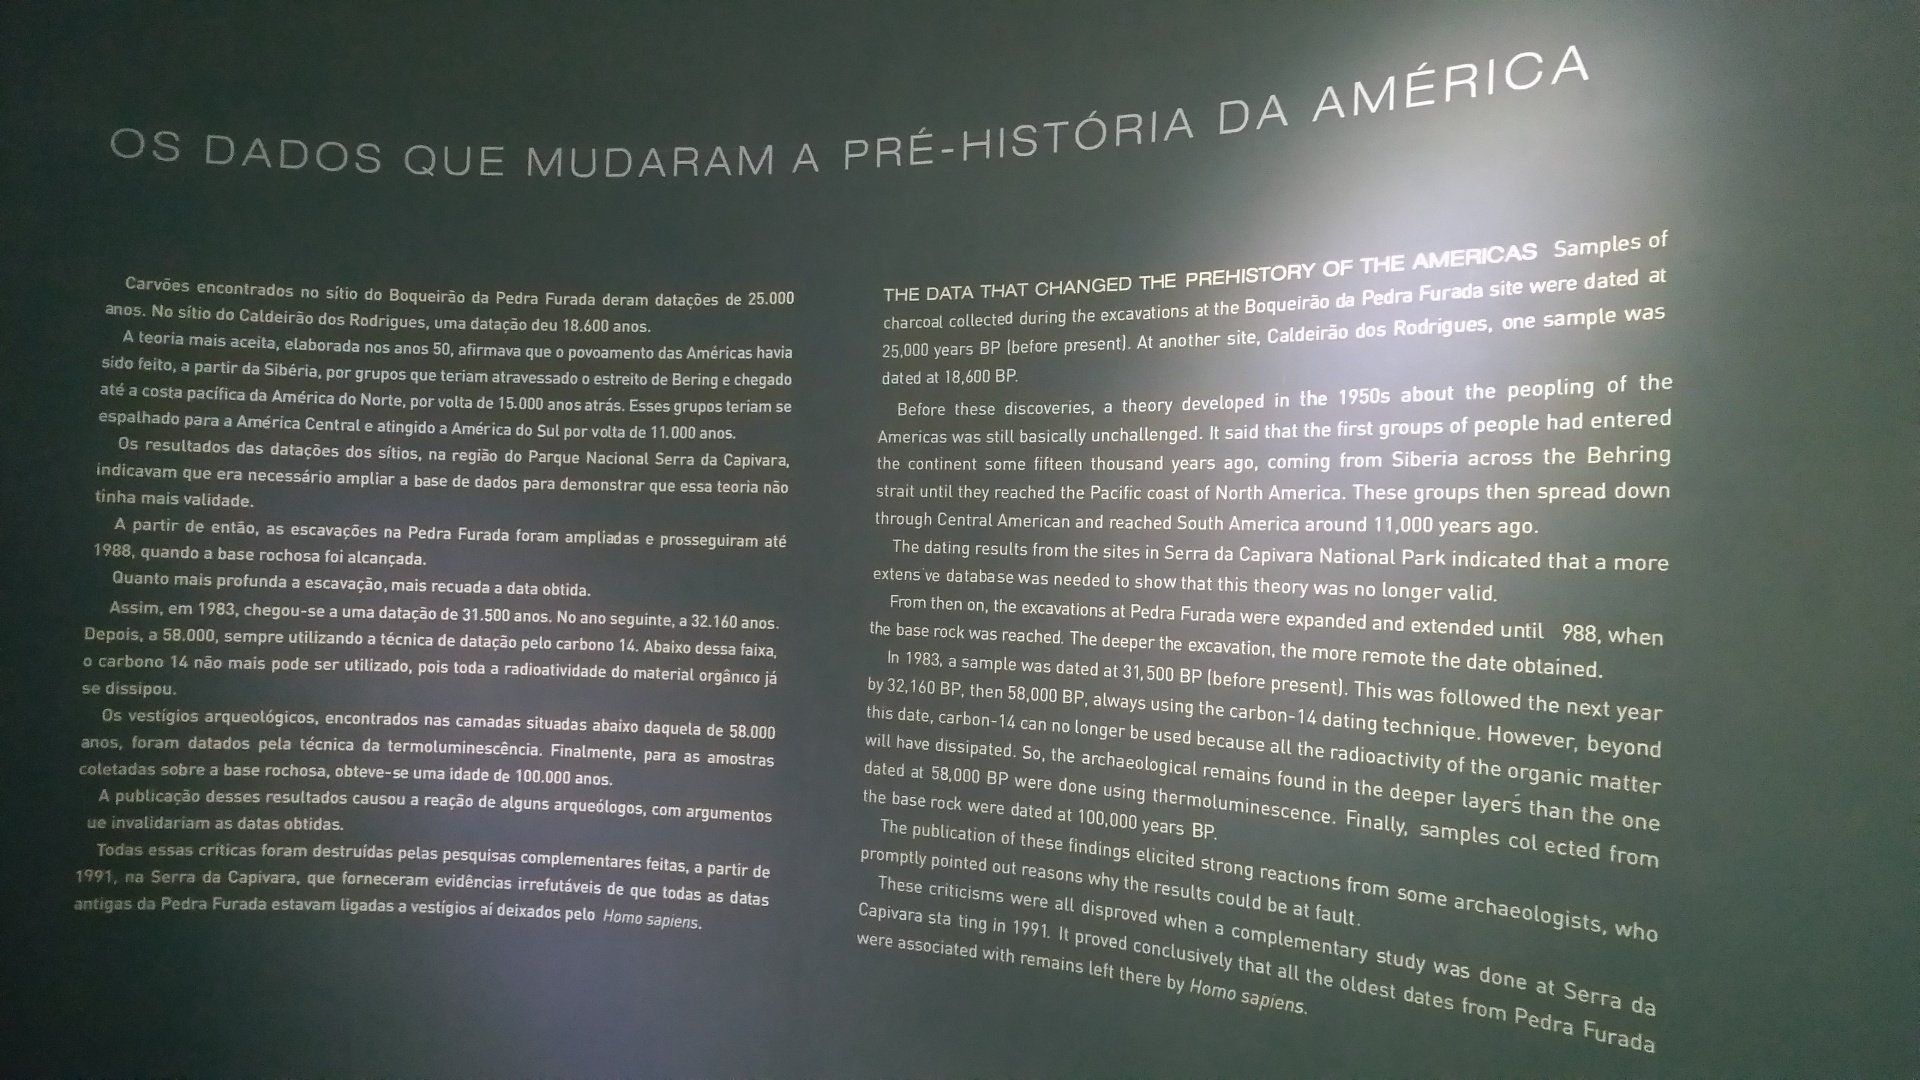 OS DADOS QUE MUDARAM A PRÉ-HISTÓRIA DA AMÉRICA
Carvões encontrados no sítio do Boqueirão da Pedra Furada deram datações de 25.000
anos. No sítio do Caldeirão dos Rodrigues, uma datação deu 18.600 anos.
A teoria mais aceita, elaborada nos anos 50, afirmava que o povoamento das Américas havia
sido feito, a partir da Sibéria, por grupos que teriam atravessado o estreito de Bering e chegado
até a costa pacífica da América do Norte, por volta de 15.000 anos atrás. Esses grupos teriam se
espalhado para a América Central e atingido a América do Sul por volta de 11.000 anos.
Os resultados das datações dos sítios, na região do Parque Nacional Serra da Capivara,
indicavam que era necessário ampliar a base de dados para demonstrar que essa teoria não
tinha mais validade.
A partir de então, as escavações na Pedra Furada foram ampliadas e prosseguiram até
1988, quando a base rochosa foi alcançada.
Quanto mais profunda a escavação, mais recuada a data obtida.
Assim, em 1983, chegou-se a uma datação de 31.500 anos. No ano seguinte, a 32.160 anos.
Depois, a 58.000, sempre utilizando a técnica de datação pelo carbono 14. Abaixo dessa faixa,
o carbono 14 não mais pode ser utilizado, pois toda a radioatividade do material orgânico já
se dissipou.
Os vestígios arqueológicos, encontrados nas camadas situadas abaixo daquela de 58.000
anos, foram datados pela técnica da termoluminescência. Finalmente, para as amostras
coletadas sobre a base rochosa, obteve-se uma idade de 100.000 anos.
A publicação desses resultados causou a reação de alguns arqueólogos, com argumentos
ue invalidariam as datas obtidas.
Todas essas críticas foram destruídas pelas pesquisas complementares feitas, a partir de
1991, na Serra da Capivara, que forneceram evidências irrefutáveis de que todas as datas
antigas da Pedra Furada estavam ligadas a vestígios aí deixados pelo Homo sapiens.
THE DATA THAT CHANGED THE PREHISTORY OF THE AMERICAS Samples of
charcoal collected during the excavations at the Boqueirão da Pedra Furada site were dated at
25,000 years BP (before present). At another site, Caldeirão dos Rodrigues, one sample was
dated at 18,600 BP.
Before these discoveries, a theory developed in the 1950s about the peopling of the
Americas was still basically unchallenged. It said that the first groups of people had entered
the continent some fifteen thousand years ago, coming from Siberia across the Behring
strait until they reached the Pacific coast of North America. These groups then spread down
through Central American and reached South America around 11,000 years ago.
The dating results from the sites in Serra da Capivara National Park indicated that a more
extens ve database was needed to show that this theory was no longer valid.
From then on, the excavations at Pedra Furada were expanded and extended until 988, when
the base rock was reached. The deeper the excavation, the more remote the date obtained.
In 1983, a sample was dated at 31,500 BP (before present). This was followed the next year
by 32,160 BP, then 58,000 BP, always using the carbon-14 dating technique. However, beyond
this date, carbon-14 can no longer be used because all the radioactivity of the organic matter
will have dissipated. So, the archaeological remains found in the deeper layers than the one
dated at 58,000 BP were done using thermoluminescence. Finally, samples col ected from
the base rock were dated at 100,000 years BP.
The publication of these findings elicited strong reactions from some archaeologists, who
promptly pointed out reasons why the results could be at fault.
These criticisms were all disproved when a complementary study was done at Serra da
Capivara sta ting in 1991. It proved conclusively that all the oldest dates from Pedra Furada
were associated with remains left there by Homo sapiens.